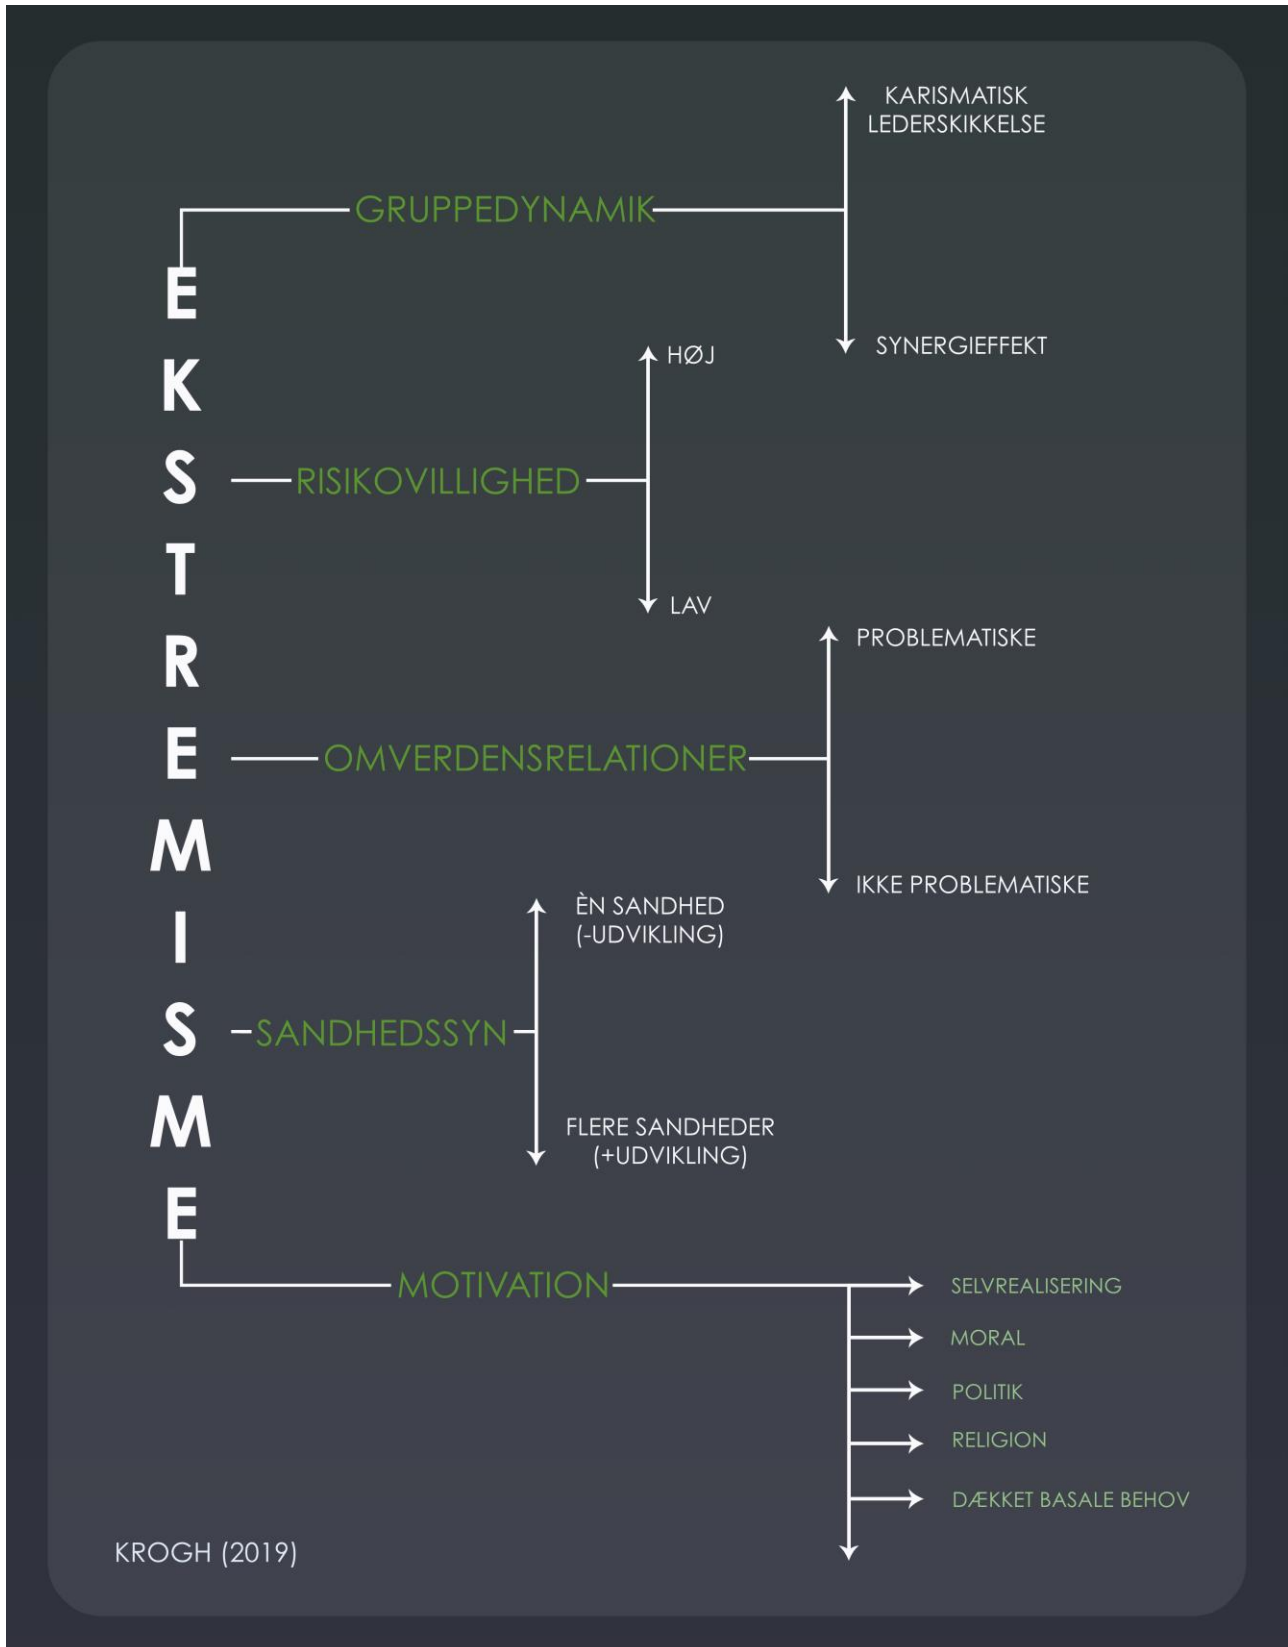 KARISMATISK
LEDERSKIKKELSE
GRUPPEDYNAMIK
SYNERGIEFFEKT
EKSTREMISME
HØJ
RISIKOVILLIGHED
LAV
PROBLEMATISKE
OMVERDENSRELATIONER
IKKE PROBLEMATISKE
ÈN SANDHED
(-UDVIKLING)
SANDHEDSSYN
FLERE SANDHEDER
(+UDVIKLING)
MOTIVATION
SELVREALISERING
MORAL
POLITIK
RELIGION
DÆKKET BASALE BEHOV
KROGH (2019)